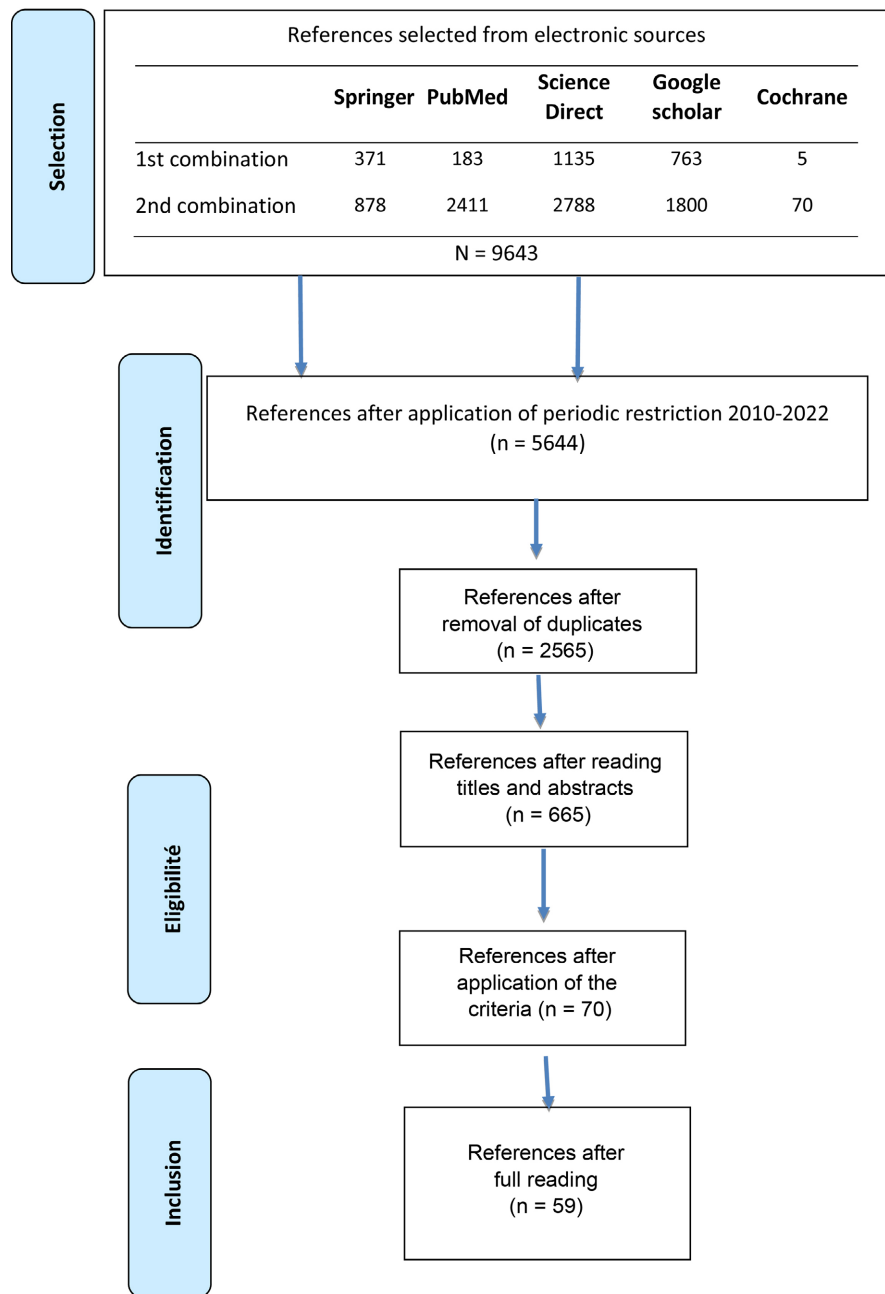 Selection
References selected from electronic sources
Springer PubMed Science Direct Google scholar Cochrane
1st combination 371 183 1135 763 5
2nd combination 878 2411 2788 1800 70
N = 9643
Identification
References after application of periodic restriction 2010-2022
(n = 5644)
References after
removal of duplicates
(n = 2565)
Eligibilité
References after reading
titles and abstracts
(n = 665)
References after
application of the
criteria (n = 70)
Inclusion
References after
full reading
(n = 59)